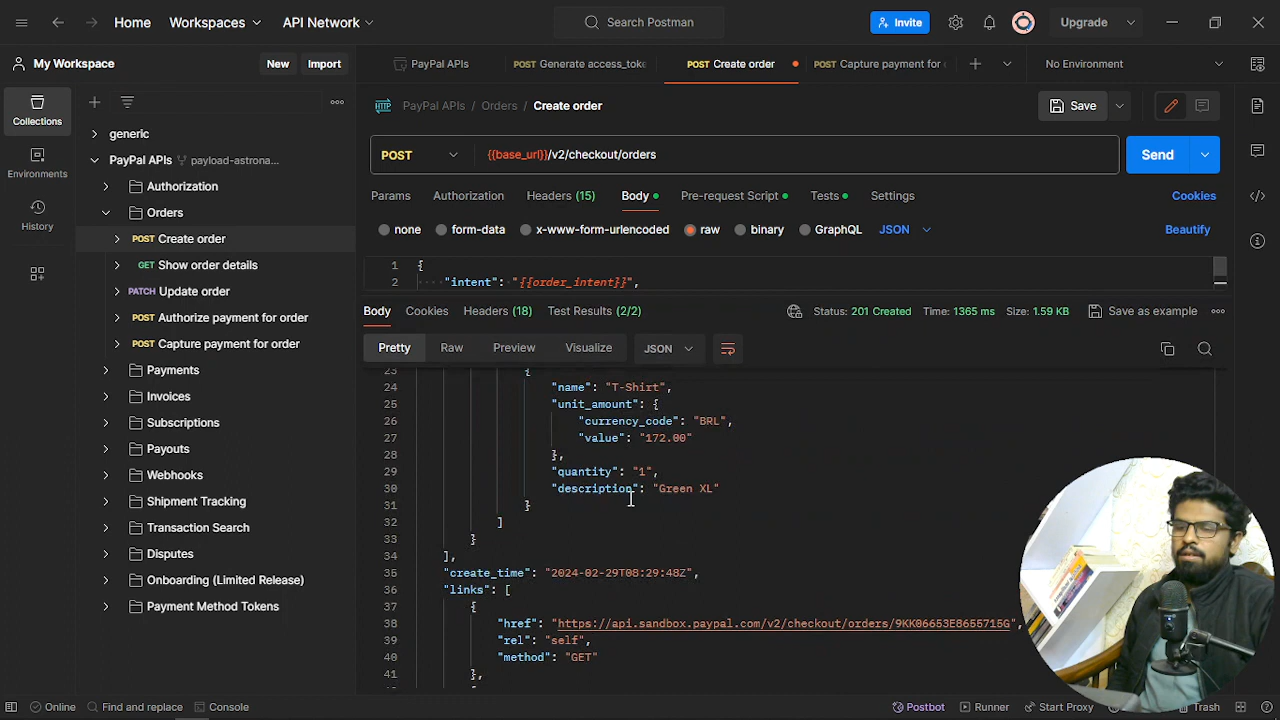 Home
Workspaces
API Network
Search Postman
Invite
Upgrade
My Workspace
New
Import
PayPal APIs
POST Generate access_toke
POST Create order
POST Capture payment for
No Environment
Collections
Environments
History
generic
PayPal APIs payload-astrona...
Authorization
Orders
POST Create order
GET Show order details
PATCH Update order
POST Authorize payment for order
POST Capture payment for order
Payments
Invoices
Subscriptions
Payouts
Webhooks
Shipment Tracking
Transaction Search
Disputes
Onboarding (Limited Release)
Payment Method Tokens
HTTP PayPal APIs / Orders / Create order
Save
POST
{{base_url}}/v2/checkout/orders
Send
Params Authorization Headers (15) Body Pre-request Script Tests Settings
Cookies
none form-data x-www-form-urlencoded raw binary GraphQL JSON
Beautify
1 {
2 "intent": "{{order_intent}}",
Body Cookies Headers (18) Test Results (2/2)
Status: 201 Created Time: 1365 ms Size: 1.59 KB Save as example
Pretty Raw Preview Visualize JSON
23 {
24 "name": "T-Shirt",
25 "unit_amount": {
26 "currency_code": "BRL",
27 "value": "172.00"
28 },
29 "quantity": "1",
30 "description": "Green XL"
31 }
32 ]
33 }
34 ],
35 "create_time": "2024-02-29T08:29:48Z",
36 "links": [
37 {
38 "href": "https://api.sandbox.paypal.com/v2/checkout/orders/9KK06653E8655715G",
39 "rel": "self",
40 "method": "GET"
41 },
Online
Find and replace
Console
Postbot
Runner
Start Proxy
Trash